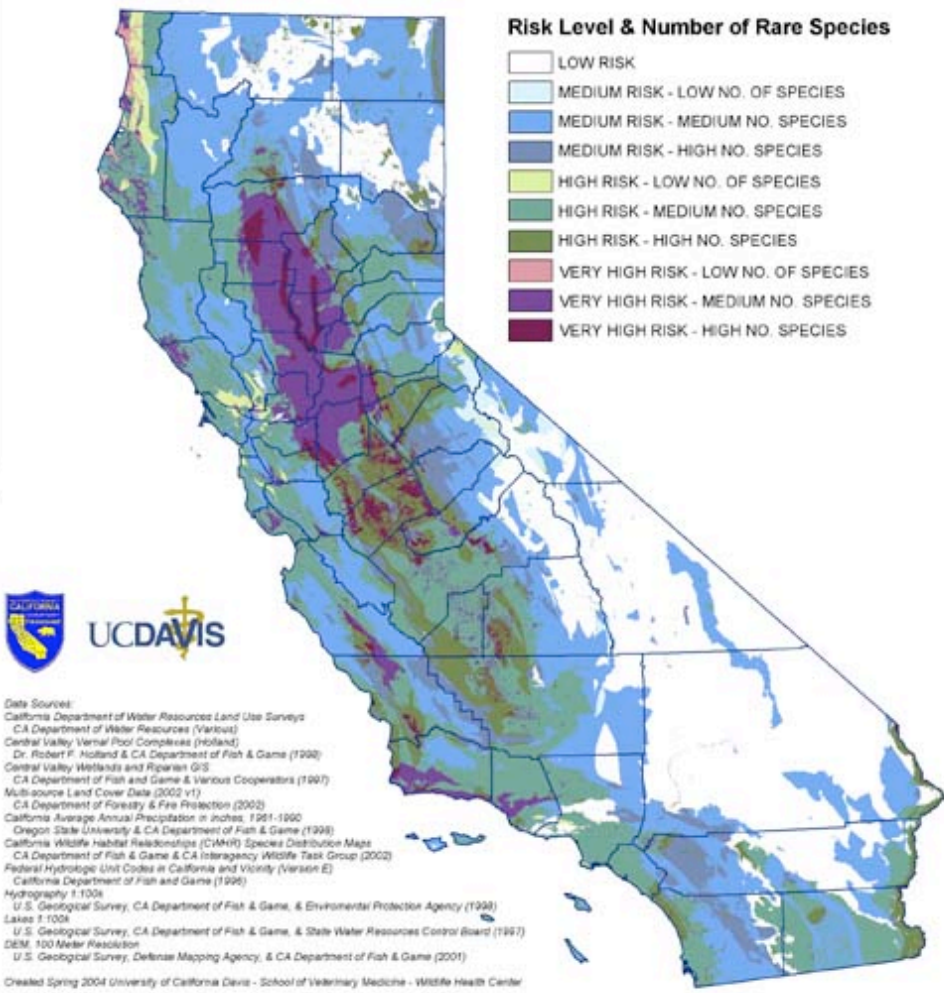 Risk Level & Number of Rare Species
LOW RISK
MEDIUM RISK - LOW NO. OF SPECIES
MEDIUM RISK - MEDIUM NO. SPECIES
MEDIUM RISK - HIGH NO. SPECIES
HIGH RISK - LOW NO. OF SPECIES
HIGH RISK - MEDIUM NO. SPECIES
HIGH RISK - HIGH NO. SPECIES
VERY HIGH RISK - LOW NO. OF SPECIES
VERY HIGH RISK - MEDIUM NO. SPECIES
VERY HIGH RISK - HIGH NO. SPECIES
CALIFORNIA
UCDAVIS
Data Sources:
California Department of Water Resources Land Use Surveys
CA Department of Water Resources (Various)
Central Valley Vernal Pool Complexes (Holland)
Dr. Robert F. Holland & CA Department of Fish & Game (1998)
Central Valley Wetlands and Riparian GIS
CA Department of Fish and Game & Various Cooperators (1997)
Multi-source Land Cover Data (2002 v1)
CA Department of Forestry & Fire Protection (2002)
California Average Annual Precipitation in inches, 1961-1990
Oregon State University & CA Department of Fish & Game (1998)
California Wildlife Habitat Relationships (CWHR) Species Distribution Maps
CA Department of Fish & Game & CA Interagency Wildlife Task Group (2002)
Federal Hydrologic Unit Codes in California and Vicinity (Version E)
California Department of Fish and Game (1996)
Hydrography 1:100k
U.S. Geological Survey, CA Department of Fish & Game, & Enviromental Protection Agency (1998)
Lakes 1:100k
U.S. Geological Survey, CA Department of Fish & Game, & State Water Resources Control Board (1997)
DEM, 100 Meter Resolution
U.S. Geological Survey, Defense Mapping Agency, & CA Department of Fish & Game (2001)
Created Spring 2004 University of California Davis - School of Veterinary Medicine - Wildlife Health Center